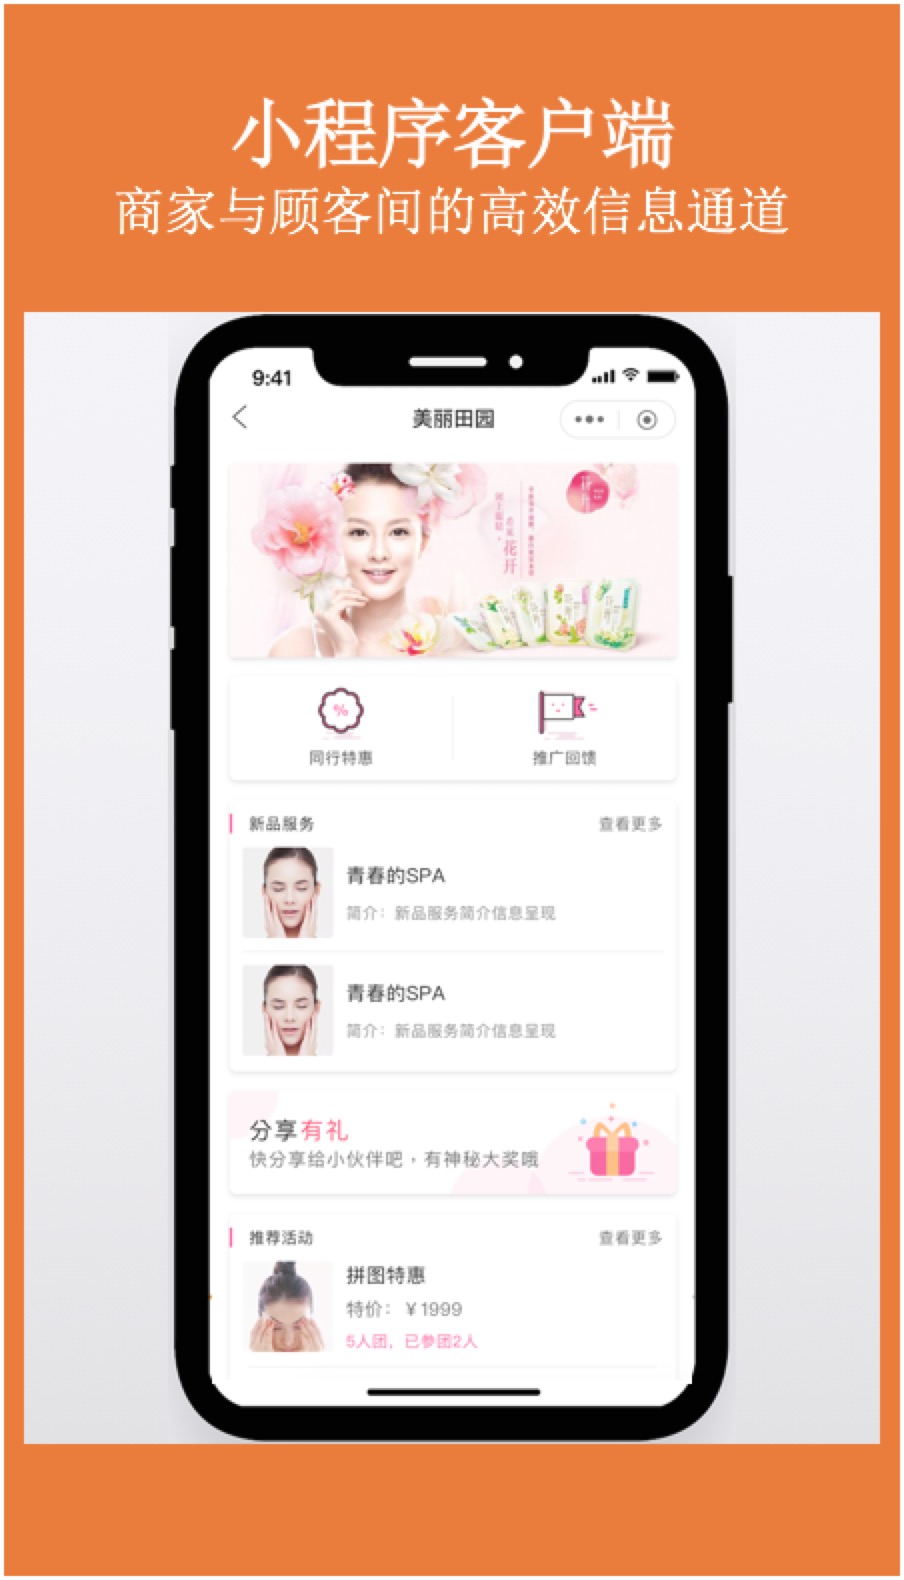 小程序客户端
商家与顾客间的高效信息通道
9:41
美丽田园
花开
同行特惠
推广回馈
新品服务
查看更多
青春的SPA
简介：新品服务简介信息呈现
青春的SPA
简介：新品服务简介信息呈现
分享有礼
快分享给小伙伴吧，有神秘大奖哦
推荐活动
查看更多
拼图特惠
特价：￥1999
5人团，已参团2人